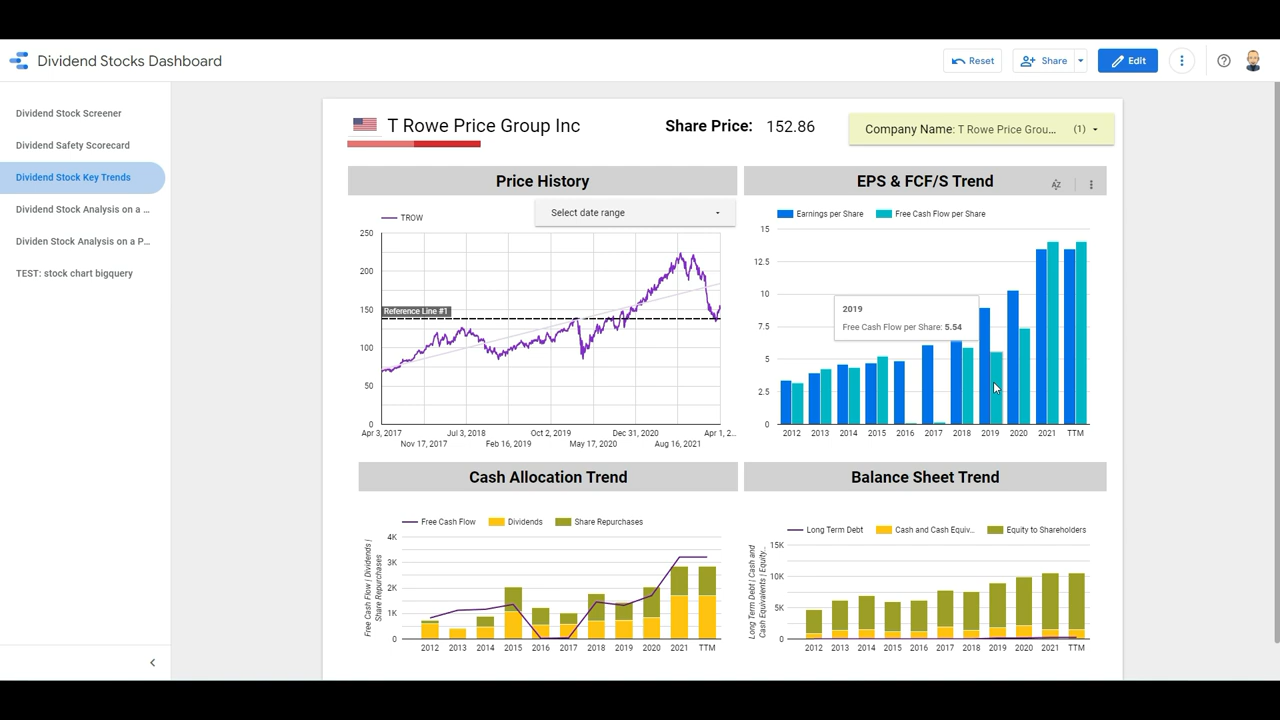 Dividend Stocks Dashboard
Reset
Share
Edit
Dividend Stock Screener
Dividend Safety Scorecard
Dividend Stock Key Trends
Dividend Stock Analysis on a ...
Dividen Stock Analysis on a P...
TEST: stock chart bigquery
T Rowe Price Group Inc
Share Price: 152.86
Company Name: T Rowe Price Grou... (1)
Price History
Select date range
TROW
250
200
150
100
50
0
Reference Line #1
Apr 3, 2017 Jul 3, 2018 Oct 2, 2019 Dec 31, 2020 Apr 1, 2...
Nov 17, 2017 Feb 16, 2019 May 17, 2020 Aug 16, 2021
EPS & FCF/S Trend
Earnings per Share Free Cash Flow per Share
15
12.5
10
7.5
5
2.5
0
2019
Free Cash Flow per Share: 5.54
2012 2013 2014 2015 2016 2017 2018 2019 2020 2021 TTM
Cash Allocation Trend
Free Cash Flow Dividends Share Repurchases
Free Cash Flow | Dividends |
Share Repurchases
4K
3K
2K
1K
0
2012 2013 2014 2015 2016 2017 2018 2019 2020 2021 TTM
Balance Sheet Trend
Long Term Debt Cash and Cash Equiv... Equity to Shareholders
Long Term Debt | Cash and
Cash Equivalents | Equity...
15K
10K
5K
0
2012 2013 2014 2015 2016 2017 2018 2019 2020 2021 TTM